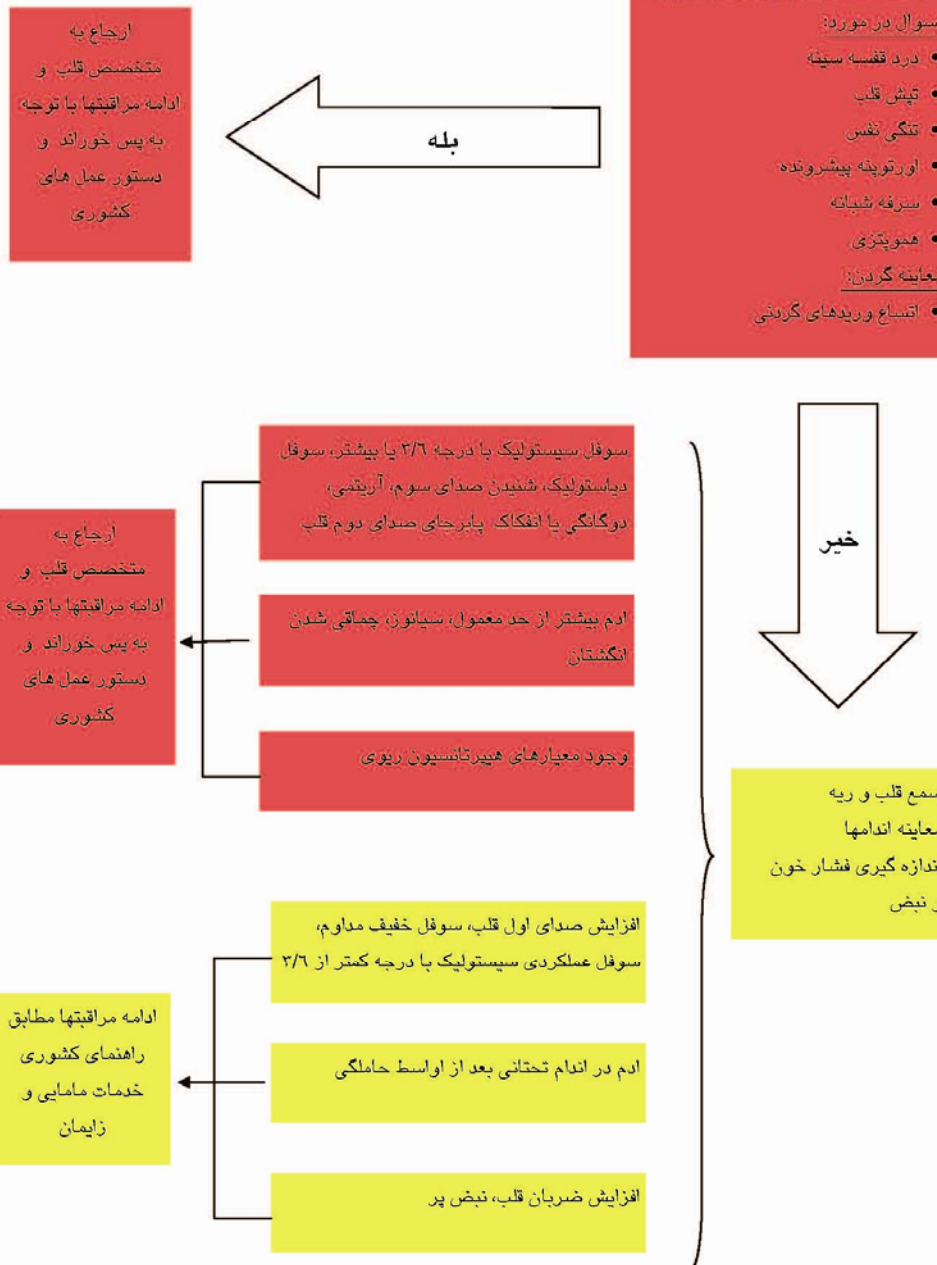 سوال در مورد:
• درد قفسه سینه
• تپش قلب
• تنگی نفس
• اورتوپنه پیشرونده
• سرفه شبانه
• هموپتزی
معاینه گردن:
• اتساع وریدهای گردنی
بله
ارجاع به
متخصص قلب و
ادامه مراقبتها با توجه
به پس خوراند و
دستور عمل های
کشوری
خیر
سمع قلب و ریه
معاینه اندامها
اندازه گیری فشار خون
و نبض
سوفل سیستولیک با درجه ۳/۶ یا بیشتر، سوفل
دیاستولیک، شنیدن صدای سوم، آریتمی،
دوگانگی یا انفکاک پابرجای صدای دوم قلب
ادم بیشتر از حد معمول، سیانوز، چماقی شدن
انگشتان
وجود معیارهای هیپرتانسیون ریوی
ارجاع به
متخصص قلب و
ادامه مراقبتها با توجه
به پس خوراند و
دستور عمل های
کشوری
افزایش صدای اول قلب، سوفل خفیف مداوم،
سوفل عملکردی سیستولیک با درجه کمتر از ۳/۶
ادم در اندام تحتانی بعد از اواسط حاملگی
افزایش ضربان قلب، نبض پر
ادامه مراقبتها مطابق
راهنمای کشوری
خدمات مامایی و
زایمان